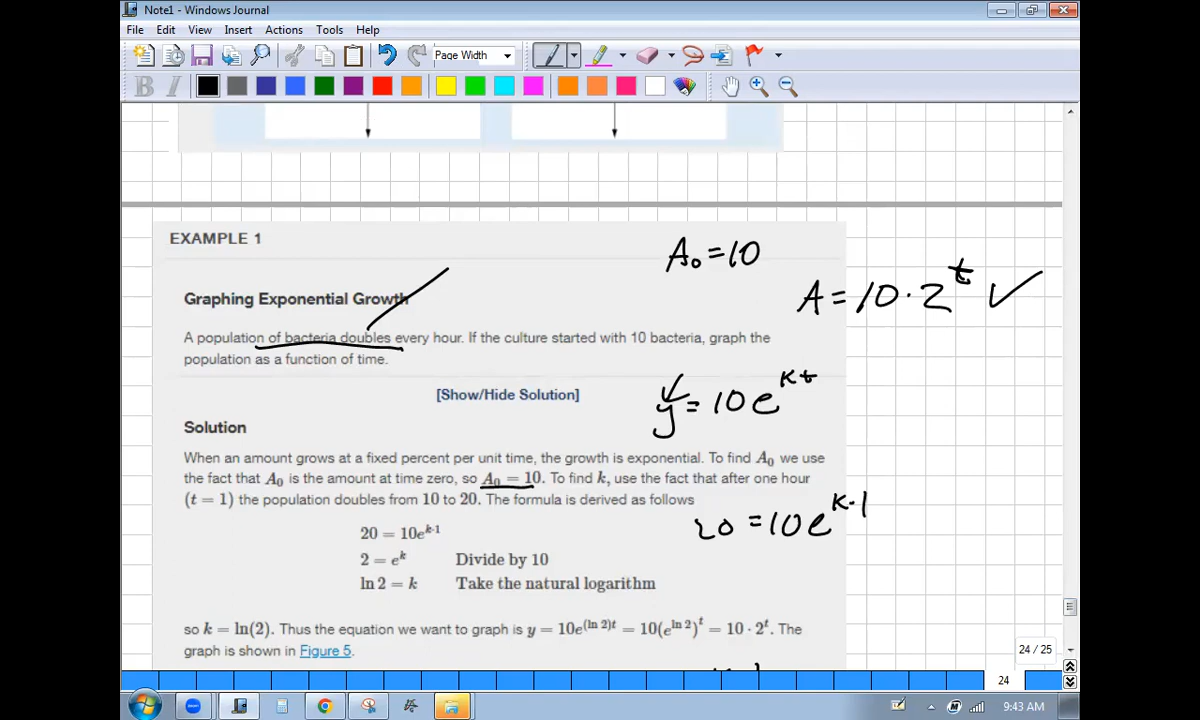 Note1 - Windows Journal
File Edit View Insert Actions Tools Help
Page Width
B I
EXAMPLE 1
A₀ = 10
A = 10 · 2^t ✓
Graphing Exponential Growth
A population of bacteria doubles every hour. If the culture started with 10 bacteria, graph the
population as a function of time.
[Show/Hide Solution]
y = 10e^kt
Solution
When an amount grows at a fixed percent per unit time, the growth is exponential. To find A₀ we use
the fact that A₀ is the amount at time zero, so A₀ = 10. To find k, use the fact that after one hour
(t = 1) the population doubles from 10 to 20. The formula is derived as follows
20 = 10e^k·1
20 = 10e^k·1
2 = e^k Divide by 10
ln 2 = k Take the natural logarithm
so k = ln(2). Thus the equation we want to graph is y = 10e^(ln 2)t = 10(e^ln 2)^t = 10 · 2^t. The
graph is shown in Figure 5.
24 / 25
24
9:43 AM